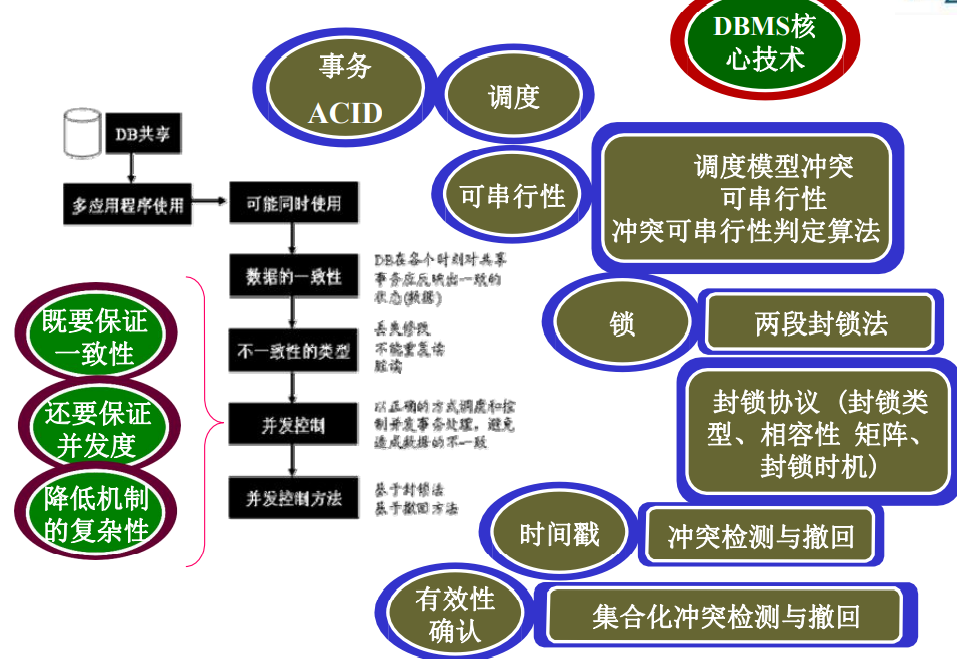 DBMS核
心技术
事务
ACID
调度
可串行性
调度模型冲突
可串行性
冲突可串行性判定算法
DB共享
多应用程序使用
可能同时使用
数据的一致性
DB在各个时刻对共享
事务应反映出一致的
状态(数据)
不一致性的类型
丢失修改
不能重复读
脏读
并发控制
以正确的方式调度和控
制并发事务处理，避免
造成数据的不一致
并发控制方法
基于封锁法
基于撤回方法
既要保证
一致性
还要保证
并发度
降低机制
的复杂性
锁
两段封锁法
封锁协议（封锁类
型、相容性 矩阵、
封锁时机）
时间戳
冲突检测与撤回
有效性
确认
集合化冲突检测与撤回